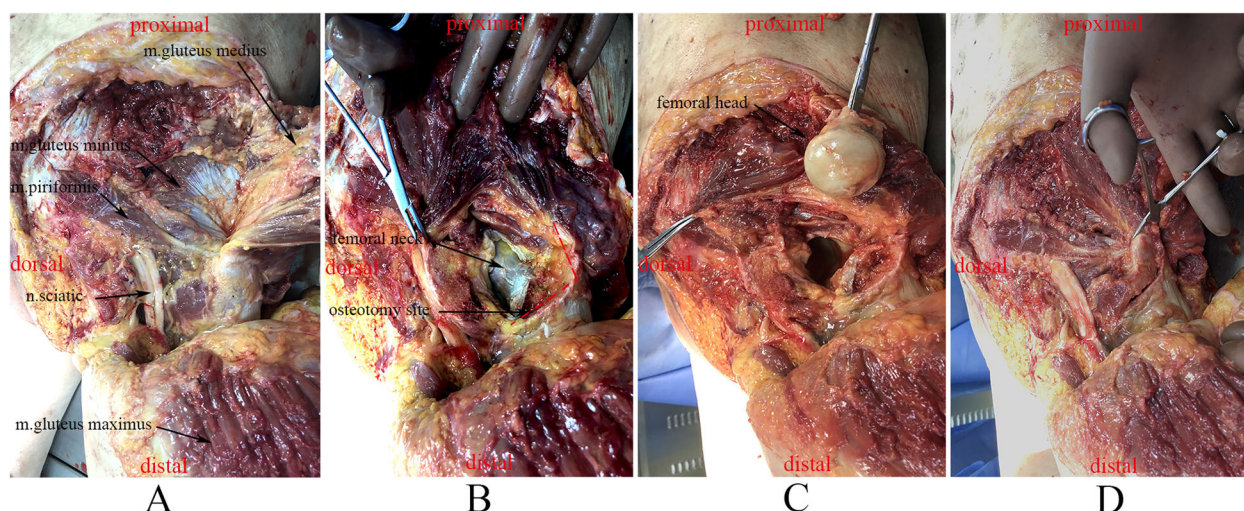 proximal
m.gluteus medius
m.gluteus minius
m.piriformis
dorsal
n.sciatic
m.gluteus maximus
distal
A
proximal
femoral neck
dorsal
osteotomy site
distal
B
proximal
femoral head
dorsal
distal
C
proximal
dorsal
distal
D